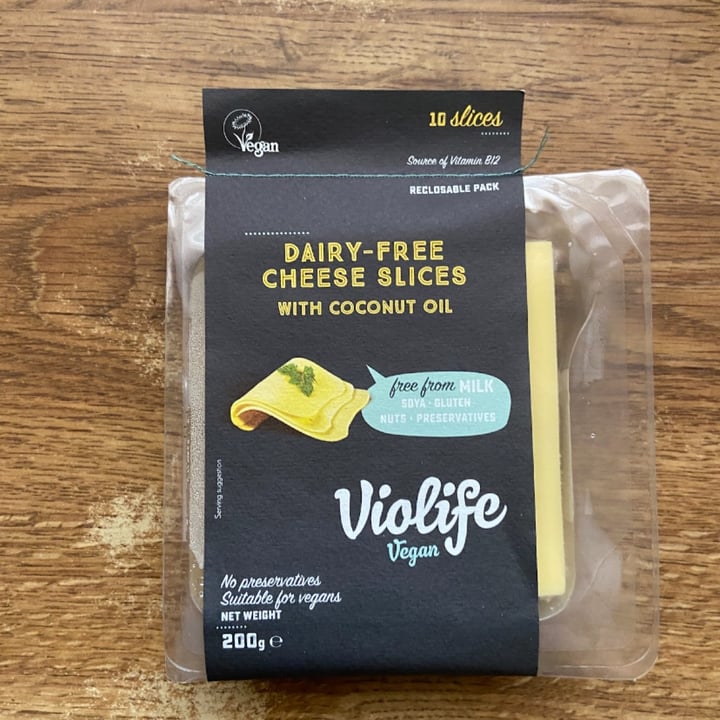 Vegan
10 slices
Source of Vitamin B12
RECLOSABLE PACK
DAIRY-FREE
CHEESE SLICES
WITH COCONUT OIL
free from MILK
SOYA · GLUTEN
NUTS · PRESERVATIVES
Serving suggestion
Violife
Vegan
No preservatives
Suitable for vegans
NET WEIGHT
200g e